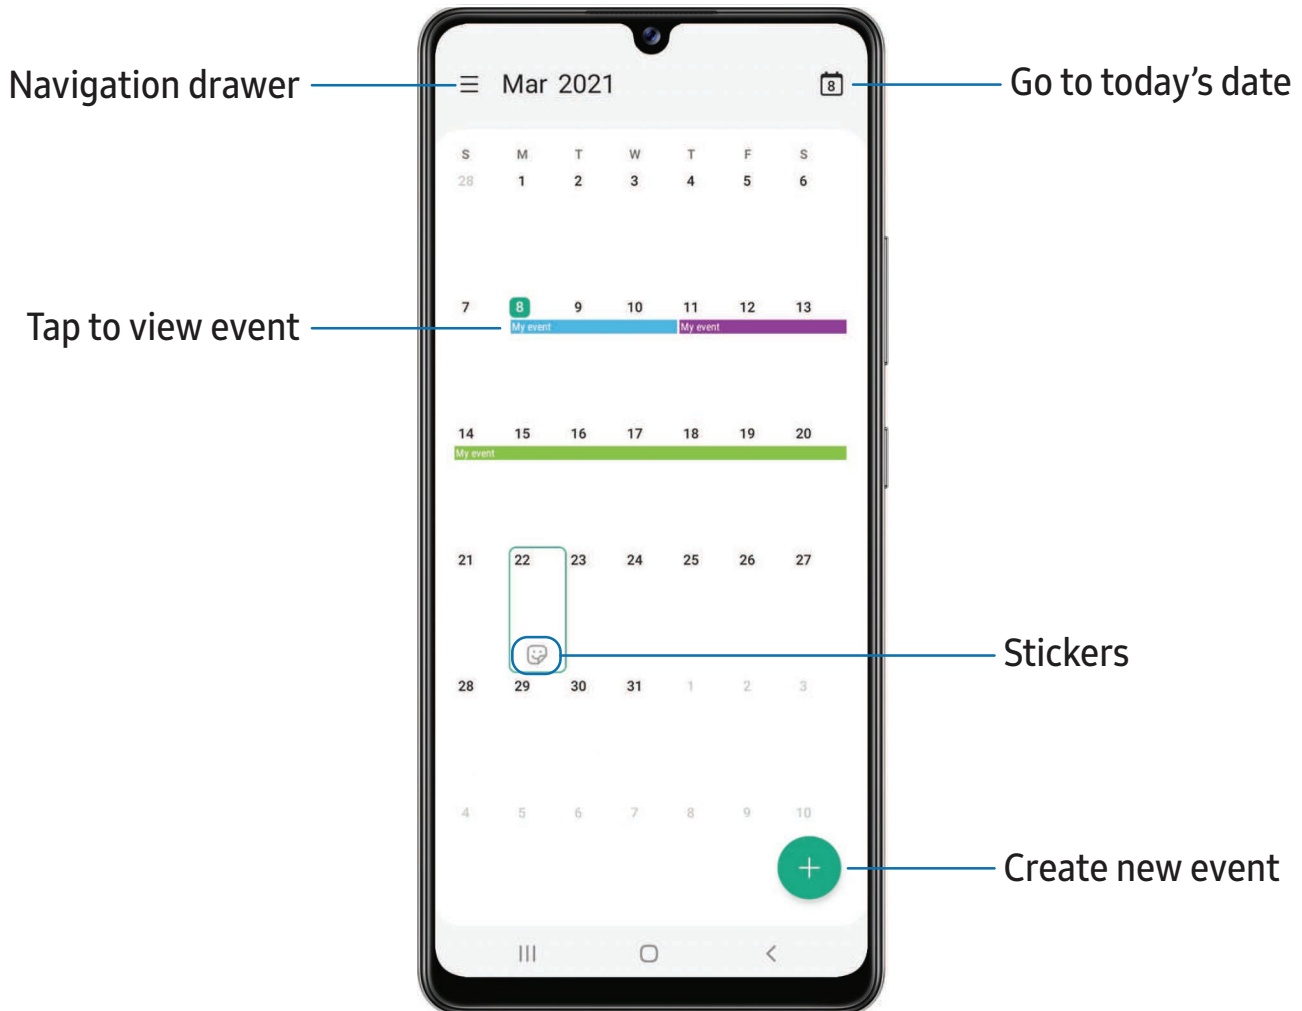 Navigation drawer
Mar 2021
8
Go to today's date
S M T W T F S
28 1 2 3 4 5 6
7 8 9 10 11 12 13
Tap to view event
My event My event
14 15 16 17 18 19 20
My event
21 22 23 24 25 26 27
Stickers
28 29 30 31 1 2 3
4 5 6 7 8 9 10
Create new event